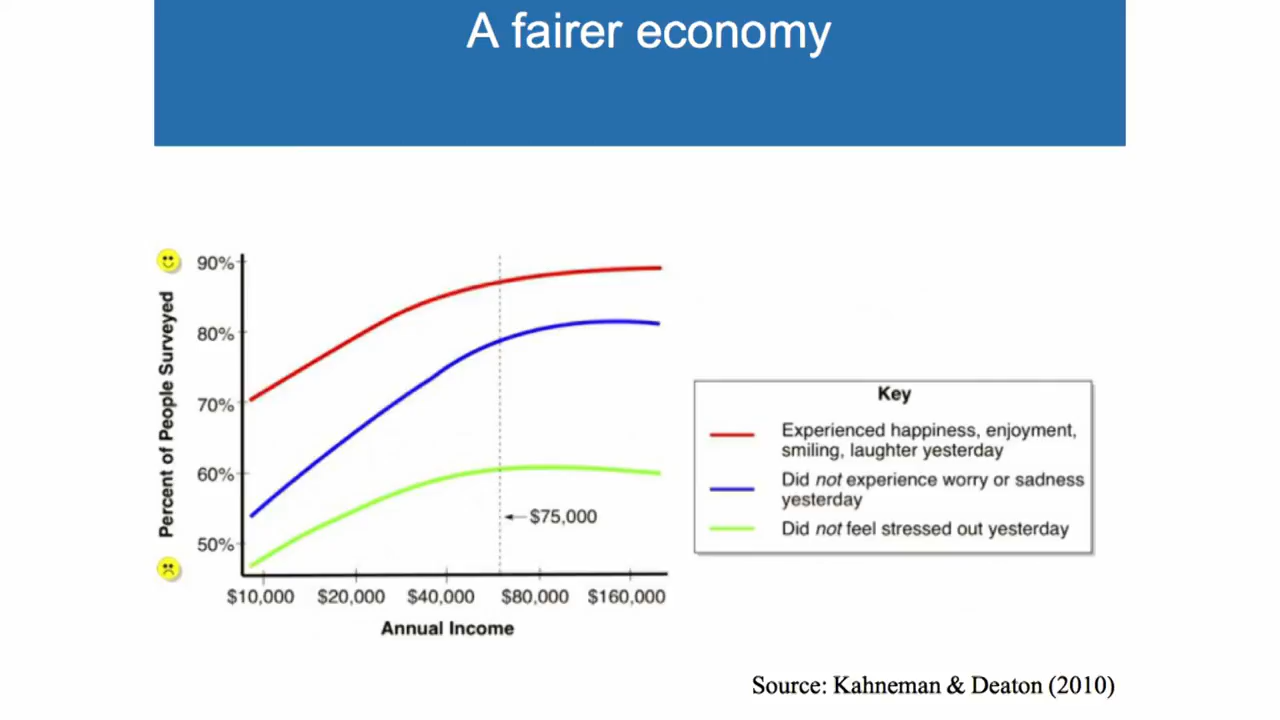 A fairer economy
90%
80%
70%
60%
50%
Percent of People Surveyed
$75,000
$10,000 $20,000 $40,000 $80,000 $160,000
Annual Income
Key
Experienced happiness, enjoyment,
smiling, laughter yesterday
Did not experience worry or sadness
yesterday
Did not feel stressed out yesterday
Source: Kahneman & Deaton (2010)